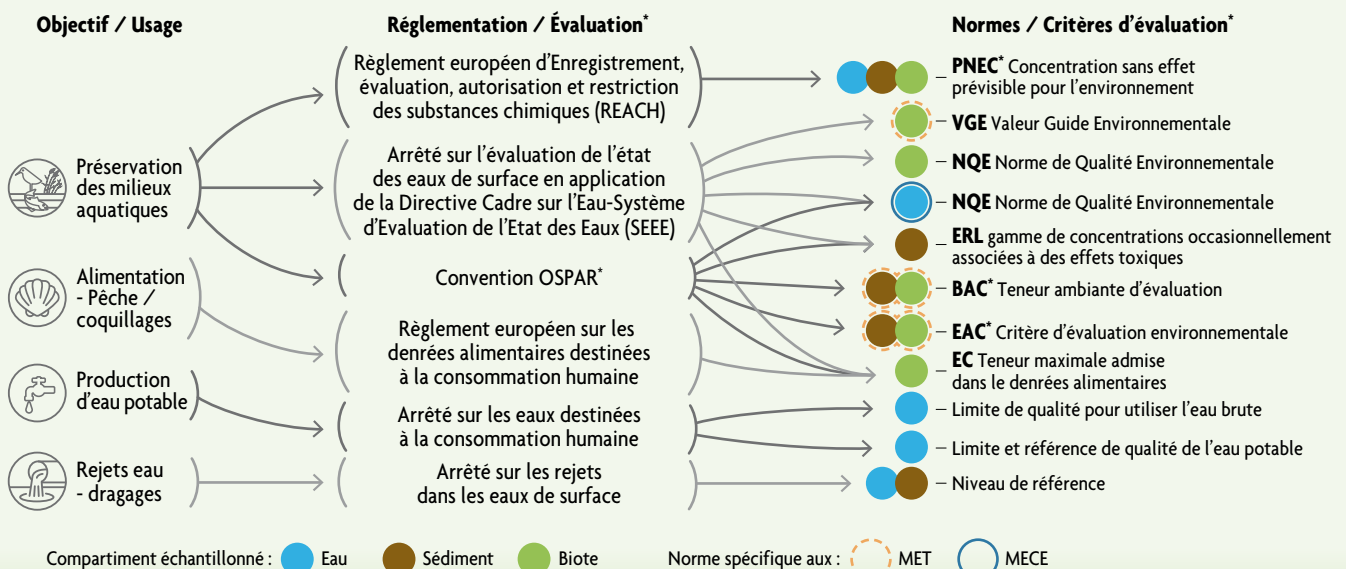 Objectif / Usage
Réglementation / Évaluation*
Normes / Critères d'évaluation*
Préservation
des milieux
aquatiques
Alimentation
- Pêche /
coquillages
Production
d'eau potable
Rejets eau
- dragages
Règlement européen d'Enregistrement,
évaluation, autorisation et restriction
des substances chimiques (REACH)
Arrêté sur l'évaluation de l'état
des eaux de surface en application
de la Directive Cadre sur l'Eau-Système
d'Evaluation de l'Etat des Eaux (SEEE)
Convention OSPAR*
Règlement européen sur les
denrées alimentaires destinées
à la consommation humaine
Arrêté sur les eaux destinées
à la consommation humaine
Arrêté sur les rejets
dans les eaux de surface
– PNEC* Concentration sans effet
prévisible pour l'environnement
– VGE Valeur Guide Environnementale
– NQE Norme de Qualité Environnementale
– NQE Norme de Qualité Environnementale
– ERL gamme de concentrations occasionnellement
associées à des effets toxiques
– BAC* Teneur ambiante d'évaluation
– EAC* Critère d'évaluation environnementale
– EC Teneur maximale admise
dans le denrées alimentaires
– Limite de qualité pour utiliser l'eau brute
– Limite et référence de qualité de l'eau potable
– Niveau de référence
Compartiment échantillonné : Eau Sédiment Biote Norme spécifique aux : MET MECE